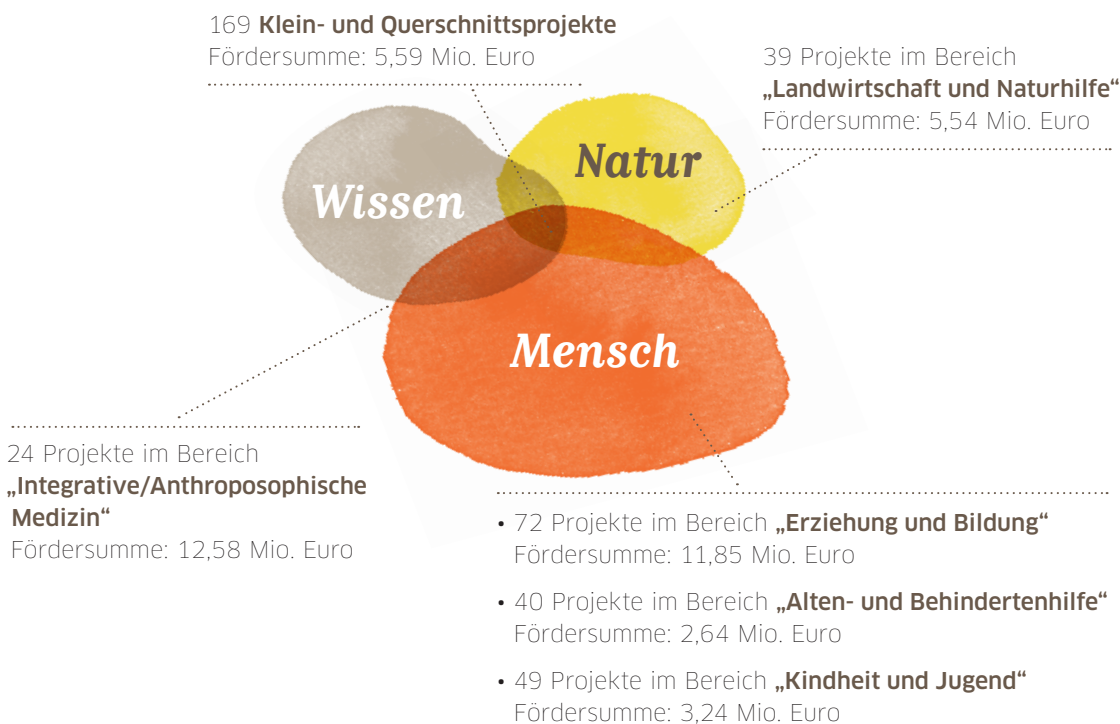 169 Klein- und Querschnittsprojekte
Fördersumme: 5,59 Mio. Euro
39 Projekte im Bereich
„Landwirtschaft und Naturhilfe“
Fördersumme: 5,54 Mio. Euro
Natur
Wissen
Mensch
24 Projekte im Bereich
„Integrative/Anthroposophische
Medizin“
Fördersumme: 12,58 Mio. Euro
• 72 Projekte im Bereich „Erziehung und Bildung“
Fördersumme: 11,85 Mio. Euro
• 40 Projekte im Bereich „Alten- und Behindertenhilfe“
Fördersumme: 2,64 Mio. Euro
• 49 Projekte im Bereich „Kindheit und Jugend“
Fördersumme: 3,24 Mio. Euro